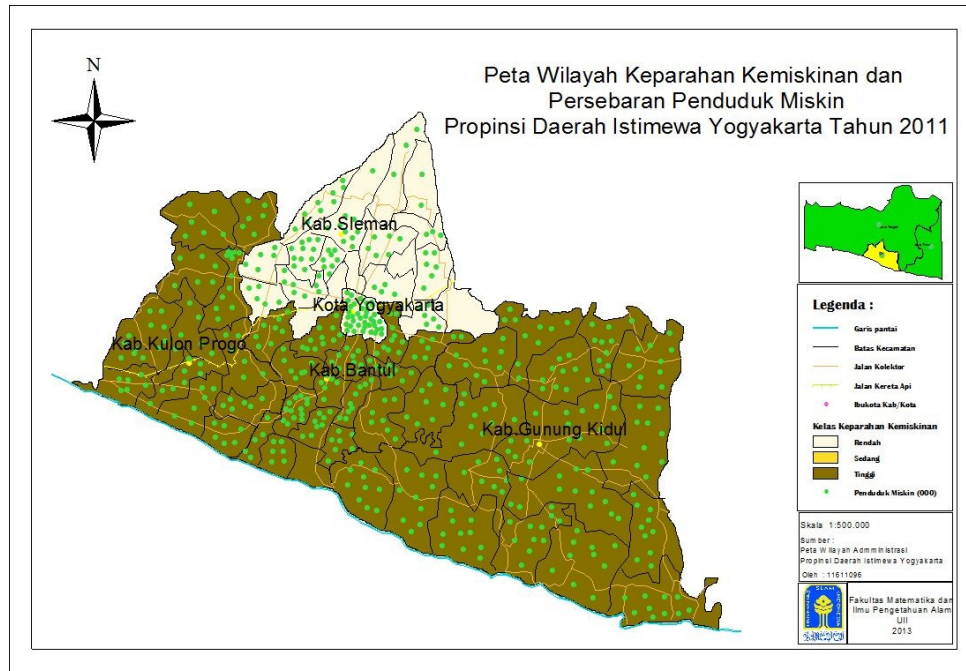 N
Peta Wilayah Keparahan Kemiskinan dan
Persebaran Penduduk Miskin
Propinsi Daerah Istimewa Yogyakarta Tahun 2011
Kab.Sleman
Kota Yogyakarta
Kab.Kulon Progo
Kab.Bantul
Kab.Gunung Kidul
Legenda :
Garis pantai
Batas Kecamatan
Jalan Kolektor
Jalan Kereta Api
Ibukota Kab/Kota
Kelas Keparahan Kemiskinan
Rendah
Sedang
Tinggi
Penduduk Miskin (000)
Skala 1:500.000
Sumber :
Peta Wilayah Admministrasi
Propinsi Daerah Istimewa Yogyakarta
Oleh : 11611096
Fakultas Matematika dan
Ilmu Pengetahuan Alam
UII
2013
ISLAM